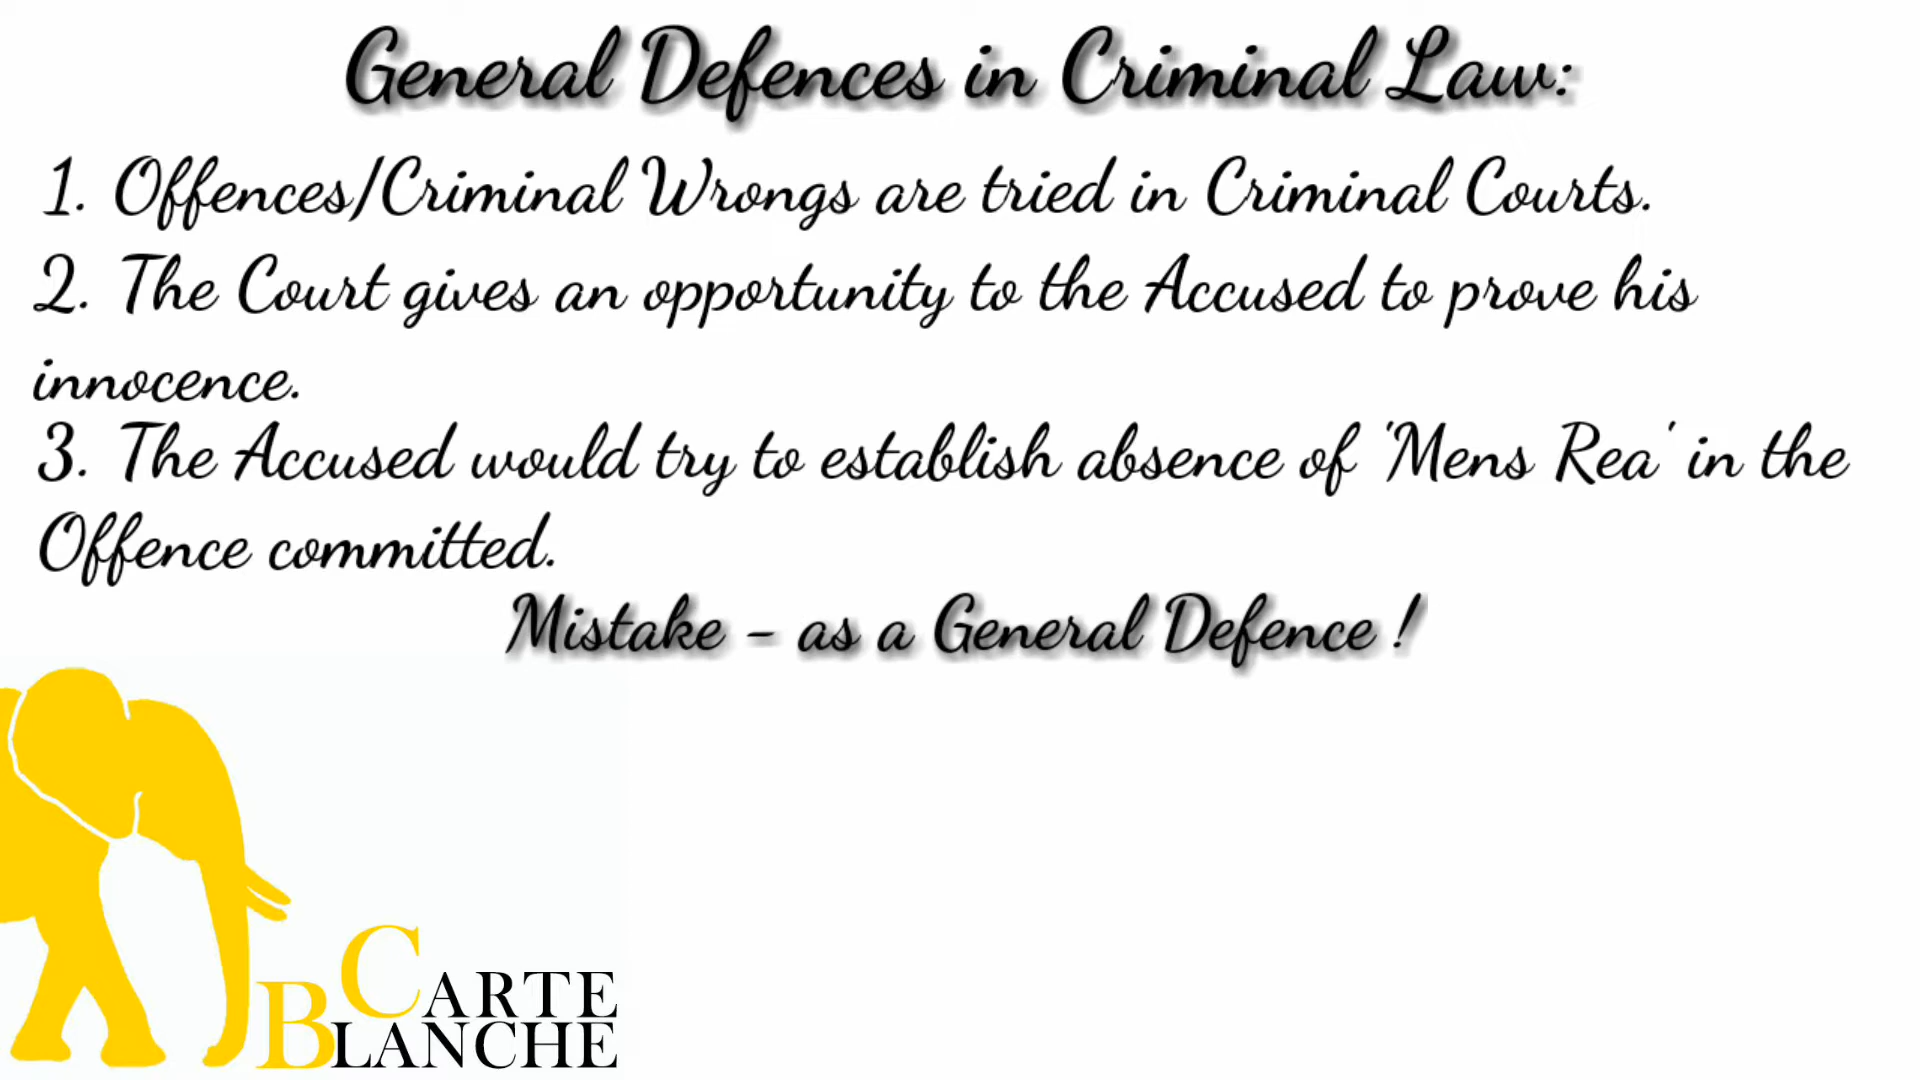 General Defences in Criminal Law:
1. Offences/Criminal Wrongs are tried in Criminal Courts.
2. The Court gives an opportunity to the Accused to prove his
innocence.
3. The Accused would try to establish absence of 'Mens Rea' in the
Offence committed.
Mistake - as a General Defence !
CARTE
BLANCHE